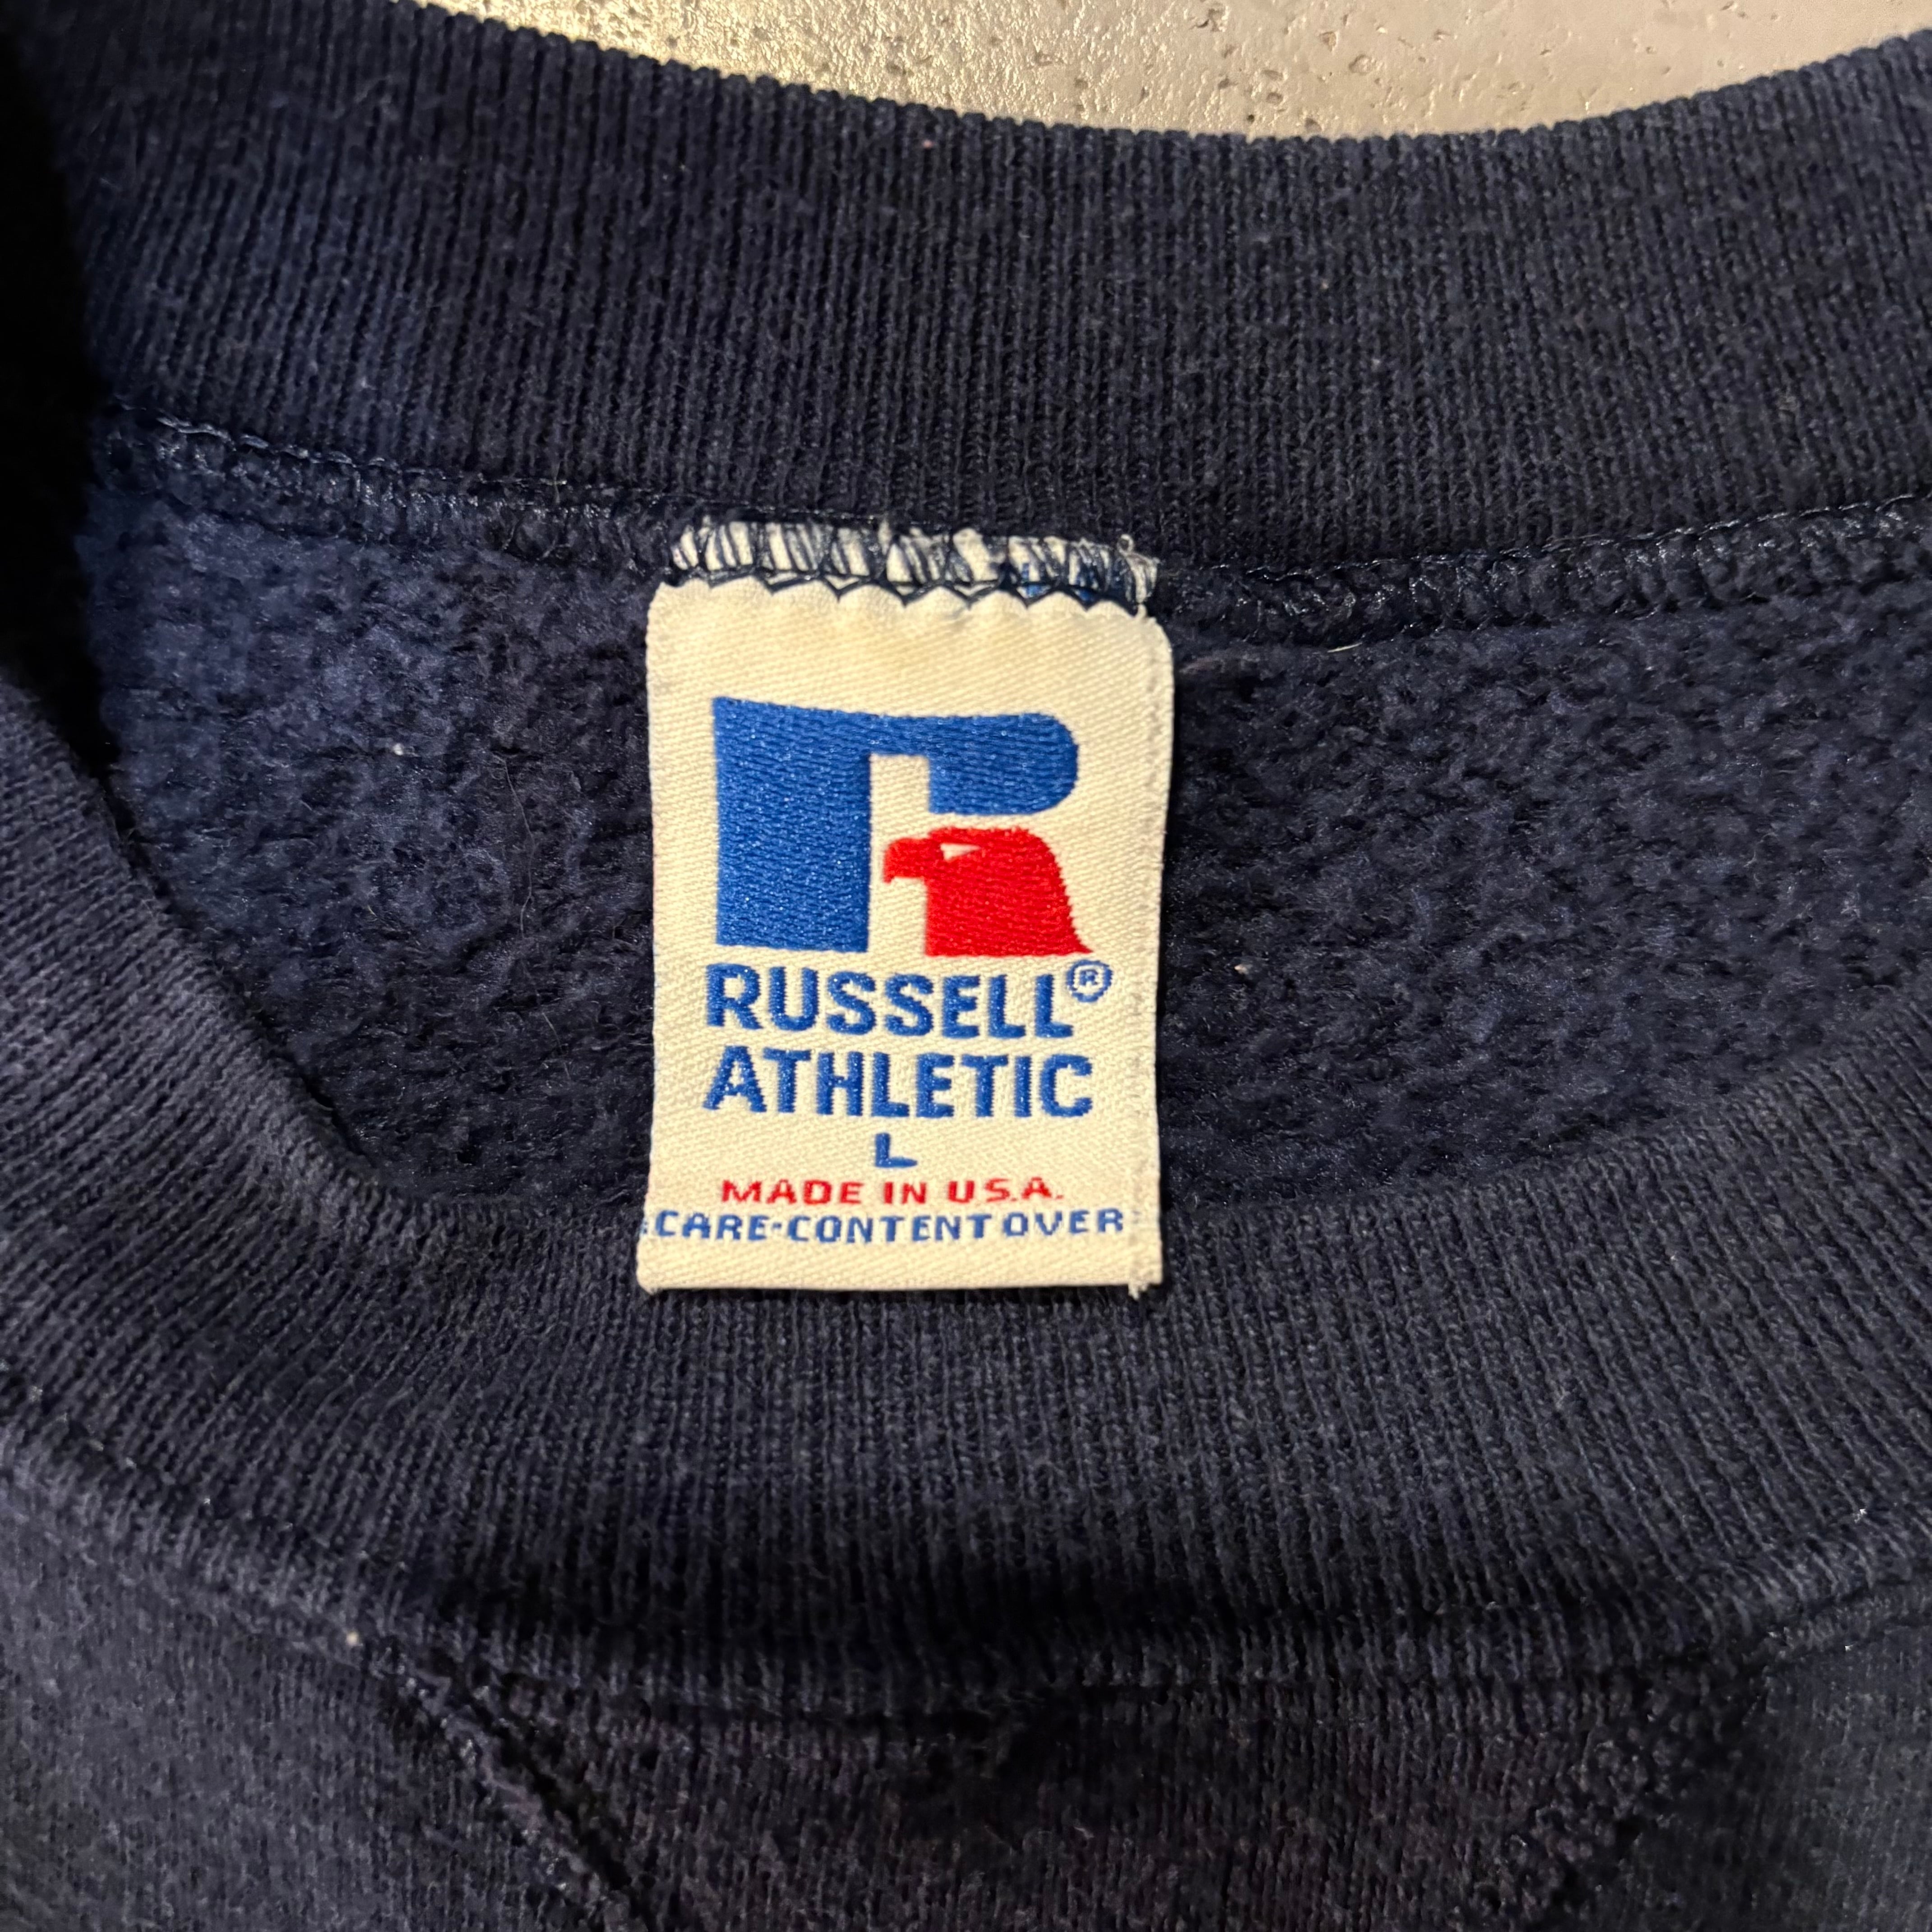 RUSSELL®
ATHLETIC
L
MADE IN U.S.A.
CARE-CONTENT OVER